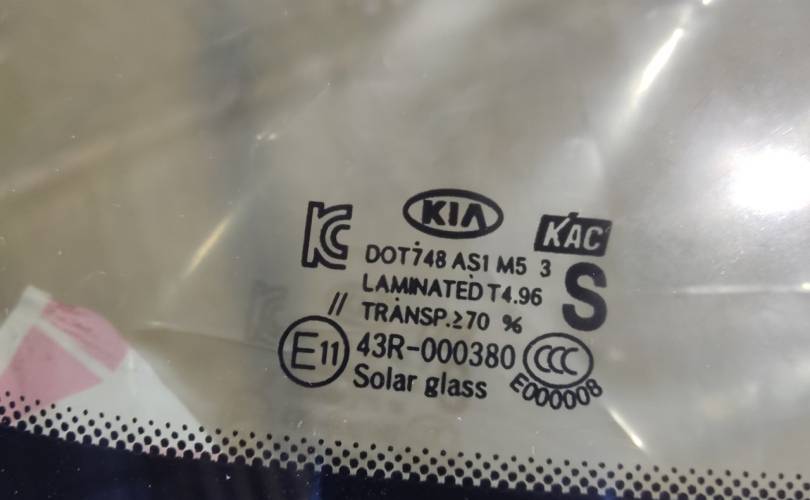 KIA
KC
KAC
DOT748 AS1 M5 3
LAMINATED T4.96
S
// TRANSP.≥70 %
E11
43R-000380
CCC
E000008
Solar glass